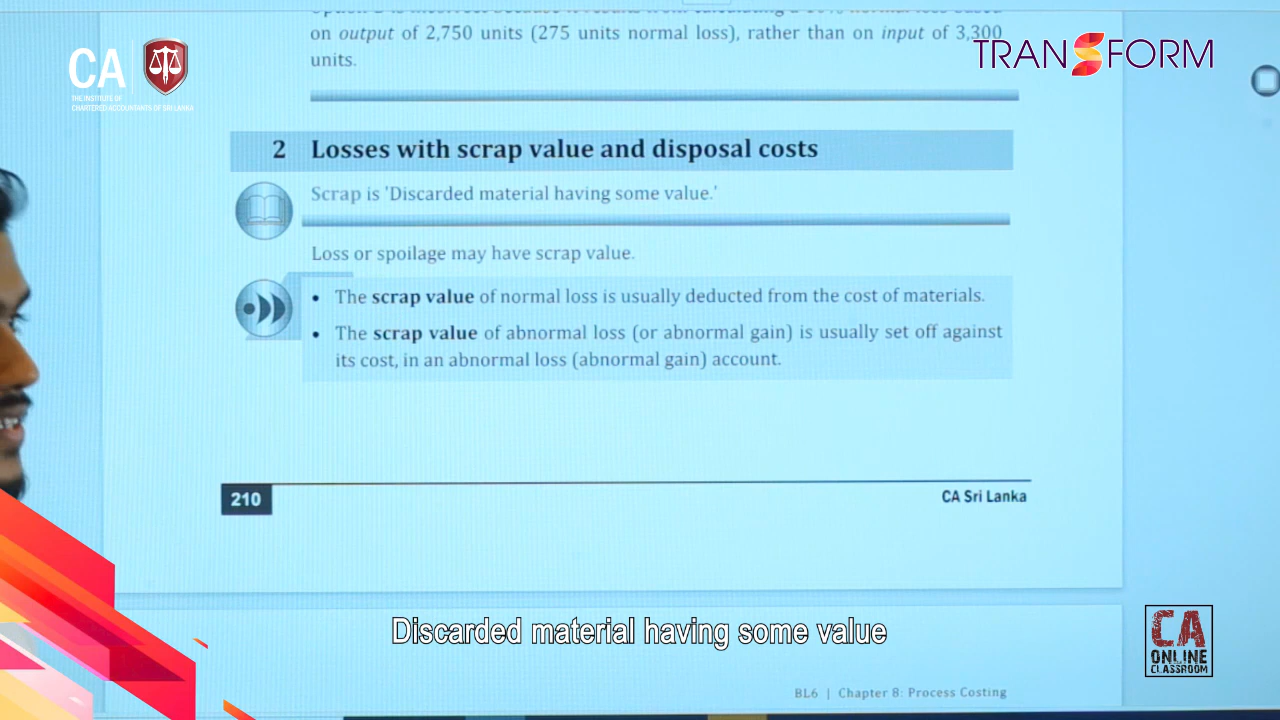 on output of 2,750 units (275 units normal loss), rather than on input of 3,300
units.
CA
THE INSTITUTE OF
CHARTERED ACCOUNTANTS OF SRI LANKA
TRANSFORM
2 Losses with scrap value and disposal costs
Scrap is 'Discarded material having some value.'
Loss or spoilage may have scrap value.
• The scrap value of normal loss is usually deducted from the cost of materials.
• The scrap value of abnormal loss (or abnormal gain) is usually set off against
its cost, in an abnormal loss (abnormal gain) account.
210
CA Sri Lanka
Discarded material having some value
CA
ONLINE
CLASSROOM
BL6 | Chapter 8: Process Costing